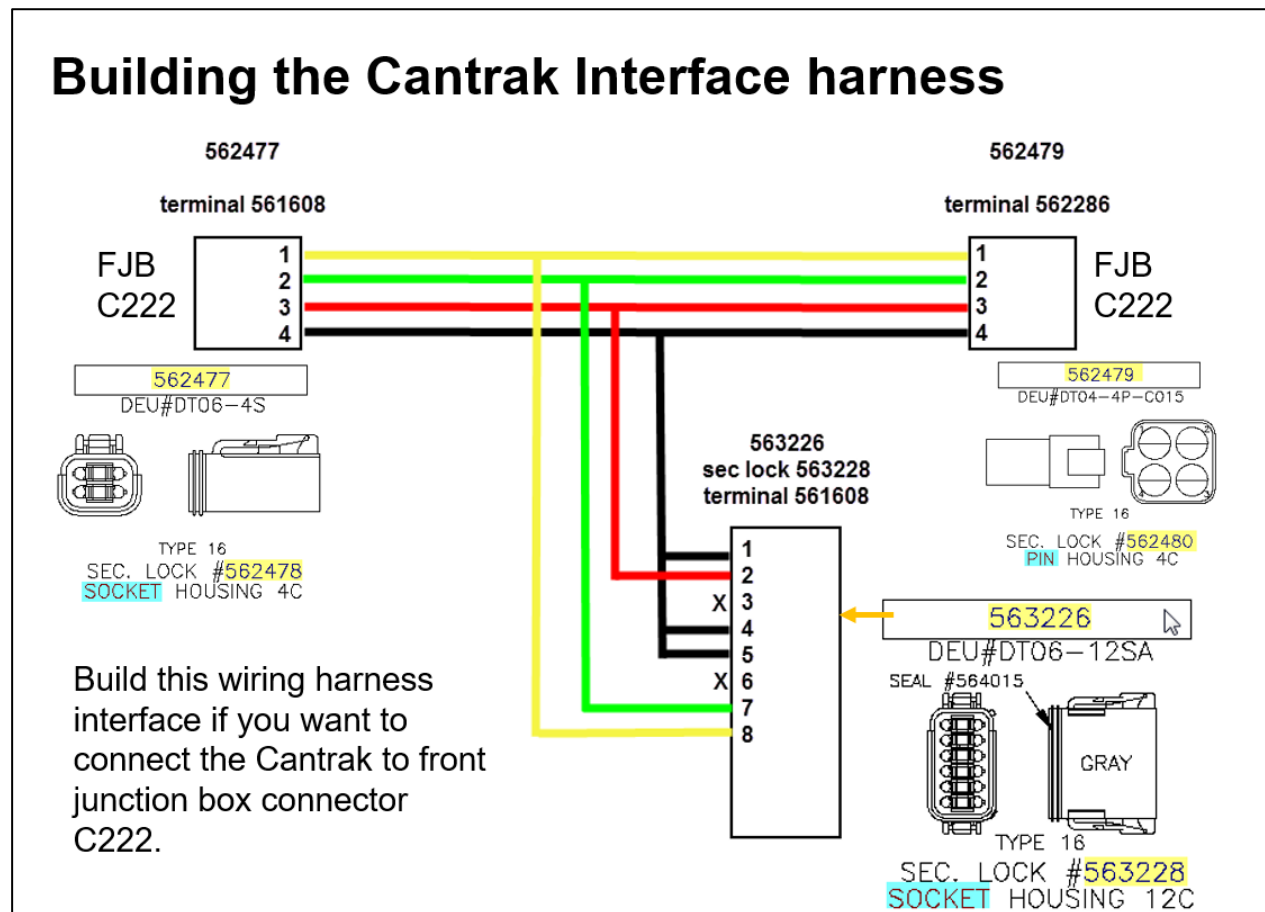 Building the Cantrak Interface harness
562477
terminal 561608
FJB
C222
1
2
3
4
562479
terminal 562286
1
2
3
4
FJB
C222
562477
DEU#DT06-4S
TYPE 16
SEC. LOCK #562478
SOCKET HOUSING 4C
562479
DEU#DT04-4P-C015
1
2
4
3
TYPE 16
SEC. LOCK #562480
PIN HOUSING 4C
563226
sec lock 563228
terminal 561608
1
2
X 3
4
5
X 6
7
8
563226
DEU#DT06-12SA
SEAL #564015
GRAY
TYPE 16
SEC. LOCK #563228
SOCKET HOUSING 12C
Build this wiring harness
interface if you want to
connect the Cantrak to front
junction box connector
C222.